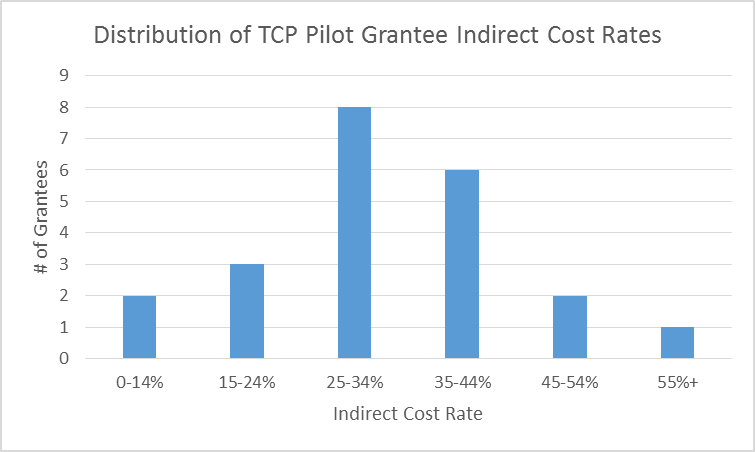 Distribution of TCP Pilot Grantee Indirect Cost Rates
9
8
7
6
5
4
3
2
1
0
# of Grantees
0-14% 15-24% 25-34% 35-44% 45-54% 55%+
Indirect Cost Rate